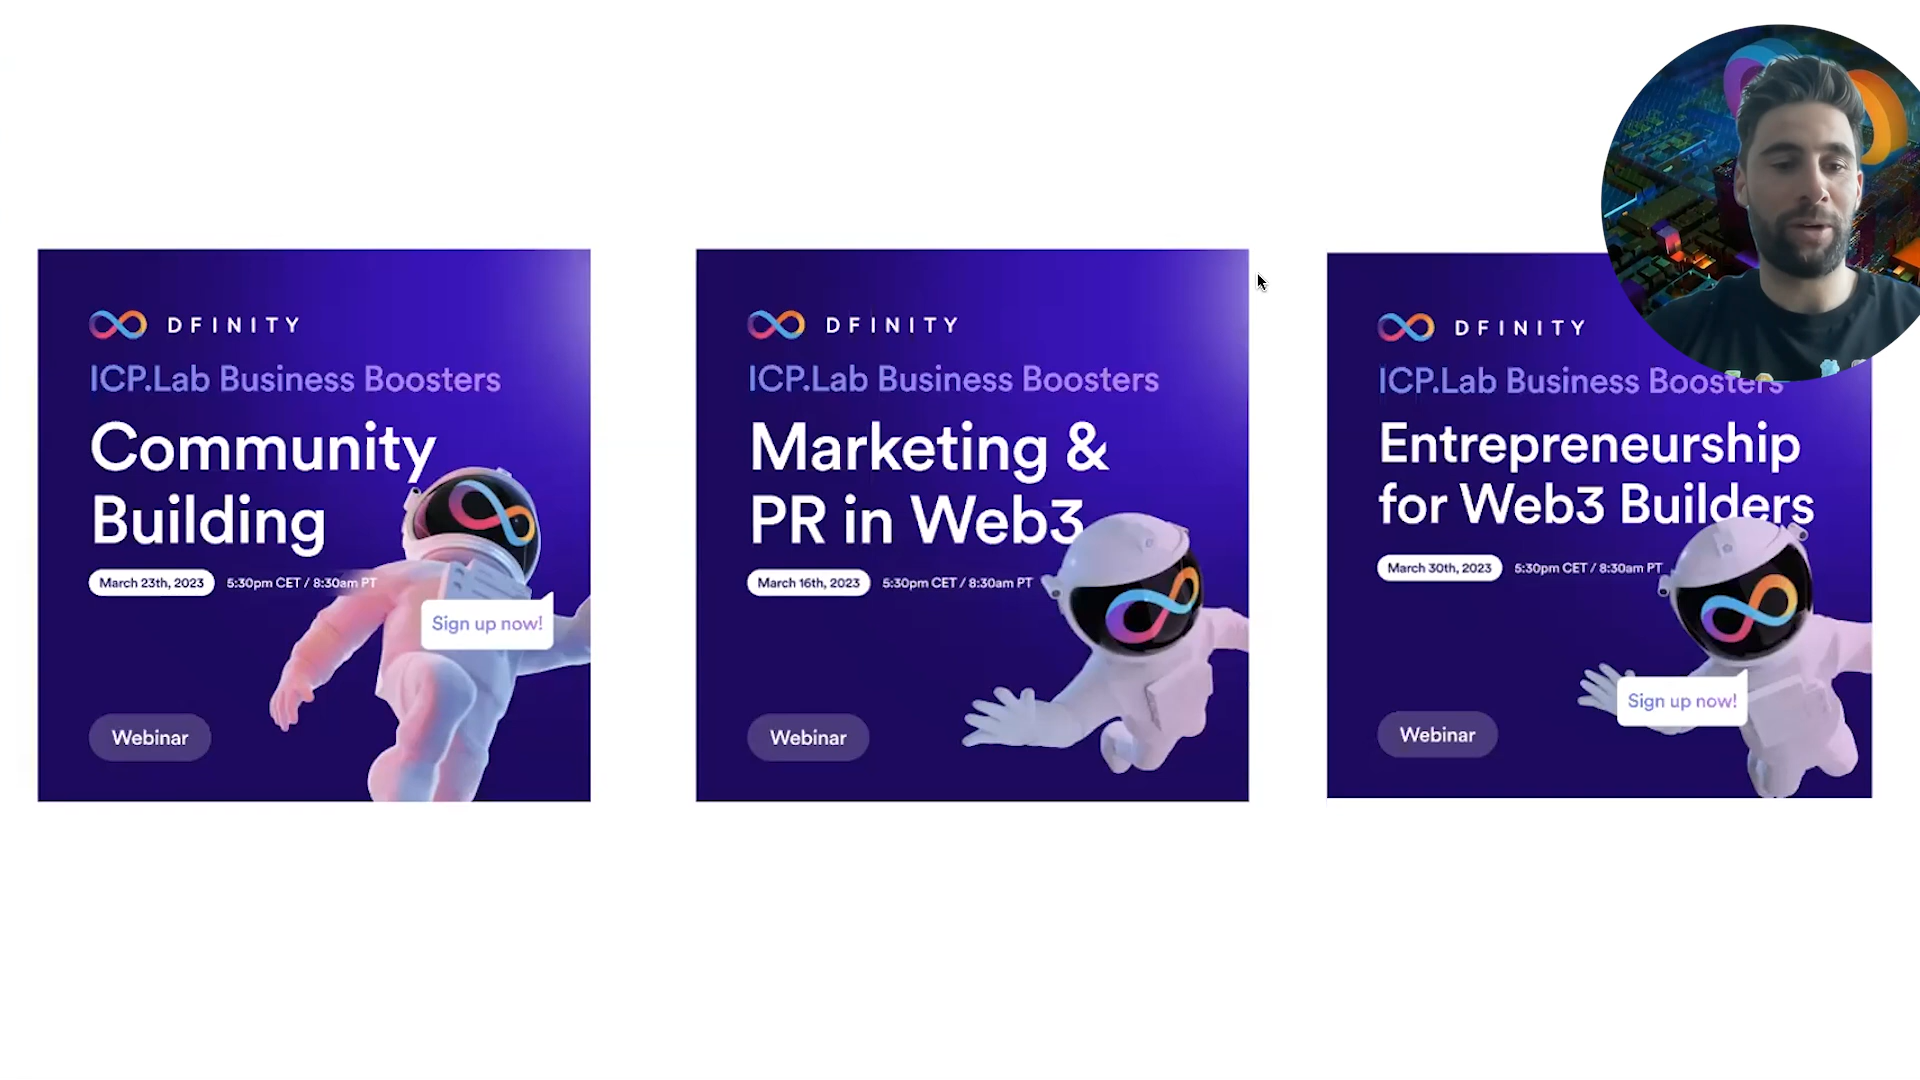 DFINITY
ICP.Lab Business Boosters
Community
Building
March 23th, 2023 5:30pm CET / 8:30am PT
Sign up now!
Webinar
DFINITY
ICP.Lab Business Boosters
Marketing &
PR in Web3
March 16th, 2023 5:30pm CET / 8:30am PT
Webinar
DFINITY
ICP.Lab Business Boosters
Entrepreneurship
for Web3 Builders
March 30th, 2023 5:30pm CET / 8:30am PT
Sign up now!
Webinar